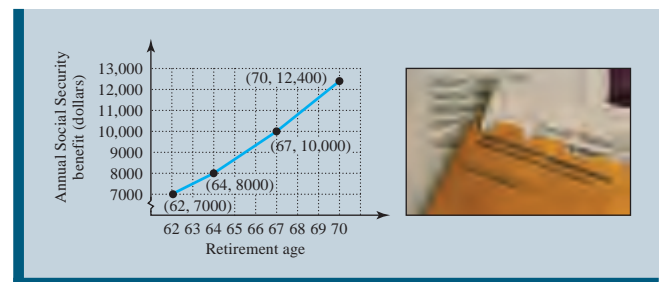 Annual Social Security
benefit (dollars)
13,000
12,000
11,000
10,000
9000
8000
7000
(70, 12,400)
(67, 10,000)
(64, 8000)
(62, 7000)
62 63 64 65 66 67 68 69 70
Retirement age